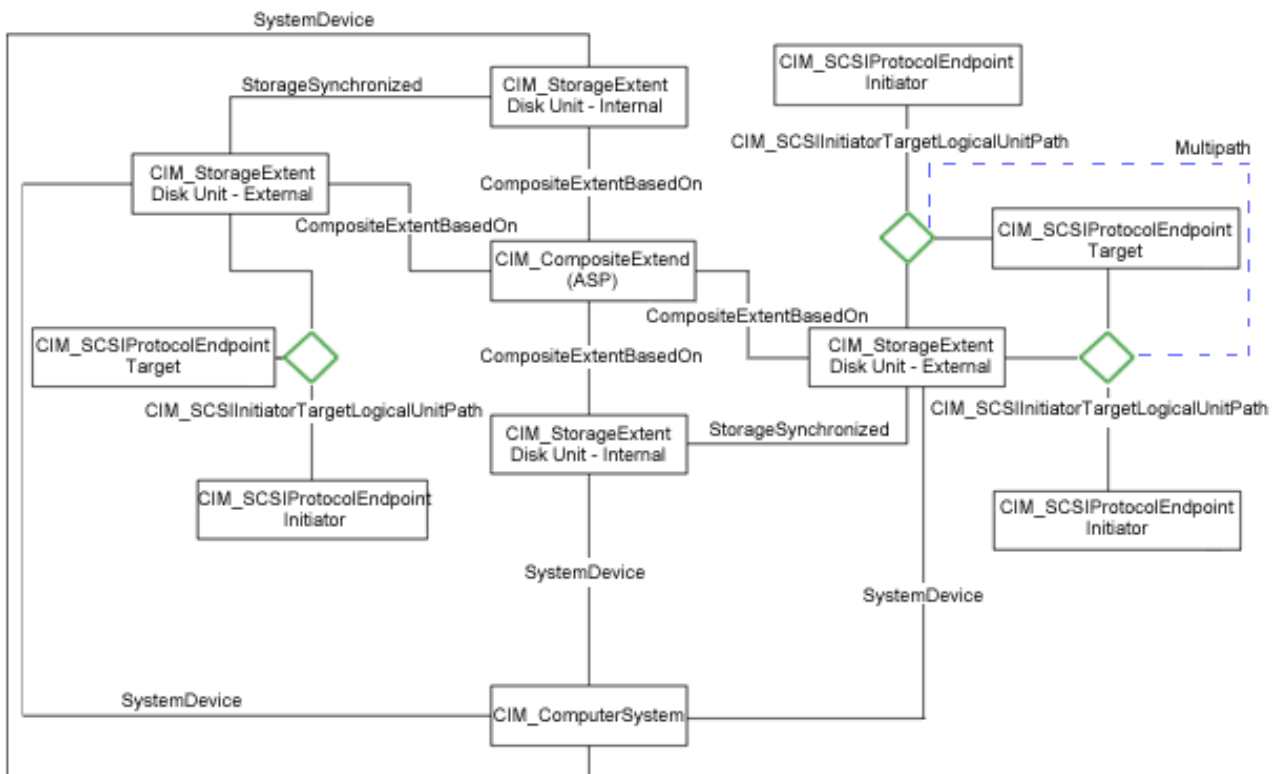 SystemDevice
CIM_SCSIProtocolEndpoint
Initiator
CIM_StorageExtent
Disk Unit - Internal
StorageSynchronized
CIM_SCSIInitiatorTargetLogicalUnitPath
Multipath
CIM_StorageExtent
Disk Unit - External
CompositeExtentBasedOn
CompositeExtentBasedOn
CIM_SCSIProtocolEndpoint
Target
CIM_CompositeExtend
(ASP)
CompositeExtentBasedOn
CIM_SCSIProtocolEndpoint
Target
CompositeExtentBasedOn
CIM_StorageExtent
Disk Unit - External
CIM_SCSIInitiatorTargetLogicalUnitPath
CIM_SCSIInitiatorTargetLogicalUnitPath
CIM_StorageExtent
Disk Unit - Internal
StorageSynchronized
CIM_SCSIProtocolEndpoint
Initiator
CIM_SCSIProtocolEndpoint
Initiator
SystemDevice
SystemDevice
SystemDevice
CIM_ComputerSystem